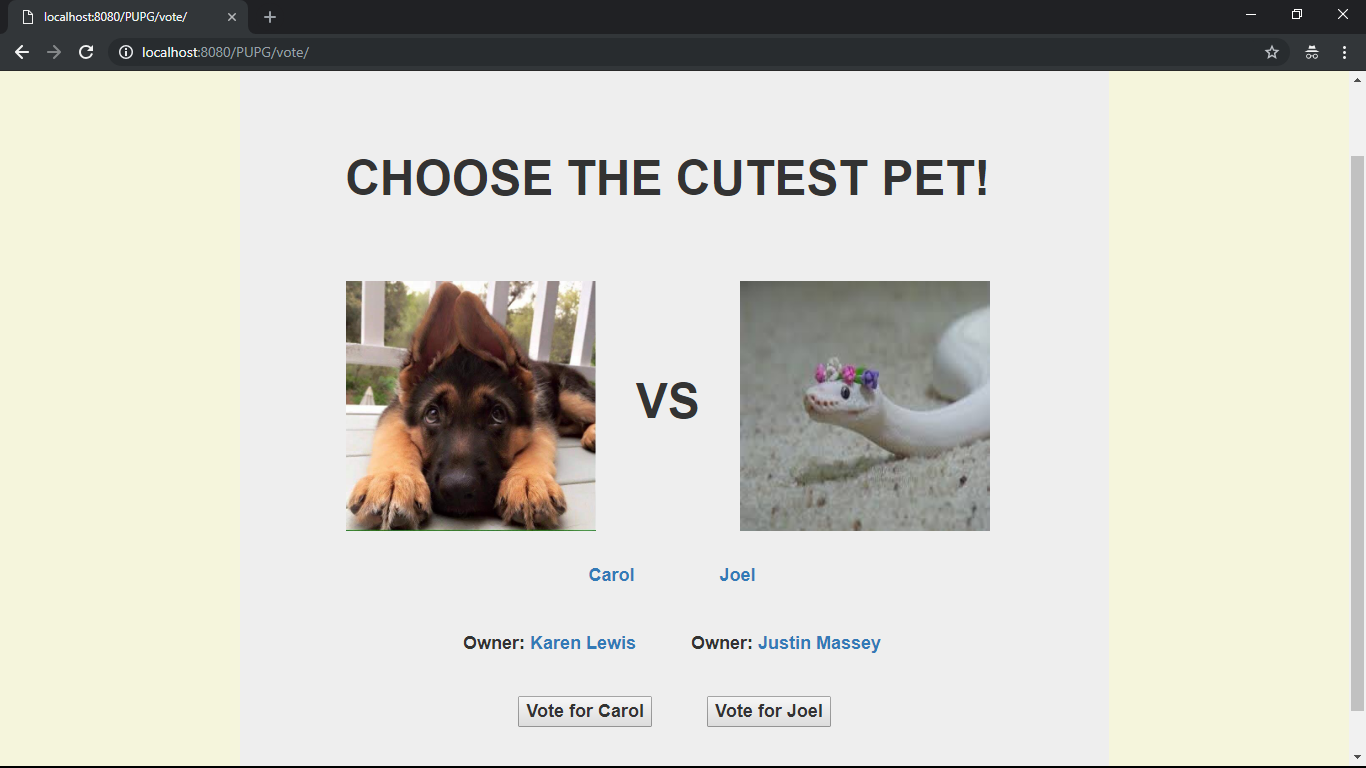 localhost:8080/PUPG/vote/
localhost:8080/PUPG/vote/
CHOOSE THE CUTEST PET!
VS
Carol Joel
Owner: Karen Lewis Owner: Justin Massey
Vote for Carol Vote for Joel